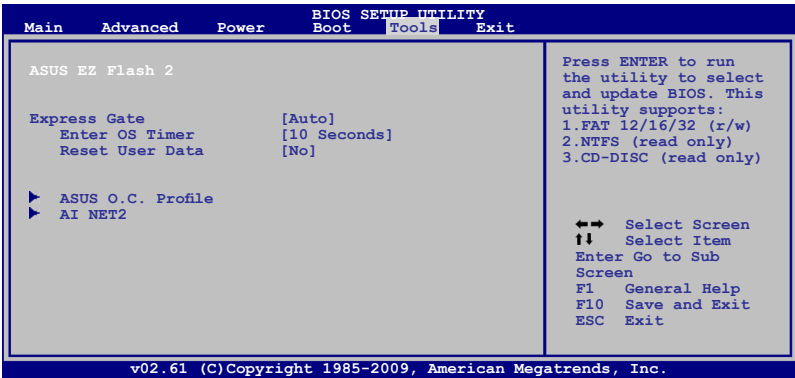 BIOS SETUP UTILITY
Main Advanced Power Boot Tools Exit
ASUS EZ Flash 2
Express Gate [Auto]
Enter OS Timer [10 Seconds]
Reset User Data [No]
ASUS O.C. Profile
AI NET2
Press ENTER to run
the utility to select
and update BIOS. This
utility supports:
1.FAT 12/16/32 (r/w)
2.NTFS (read only)
3.CD-DISC (read only)
Select Screen
Select Item
Enter Go to Sub
Screen
F1 General Help
F10 Save and Exit
ESC Exit
v02.61 (C)Copyright 1985-2009, American Megatrends, Inc.